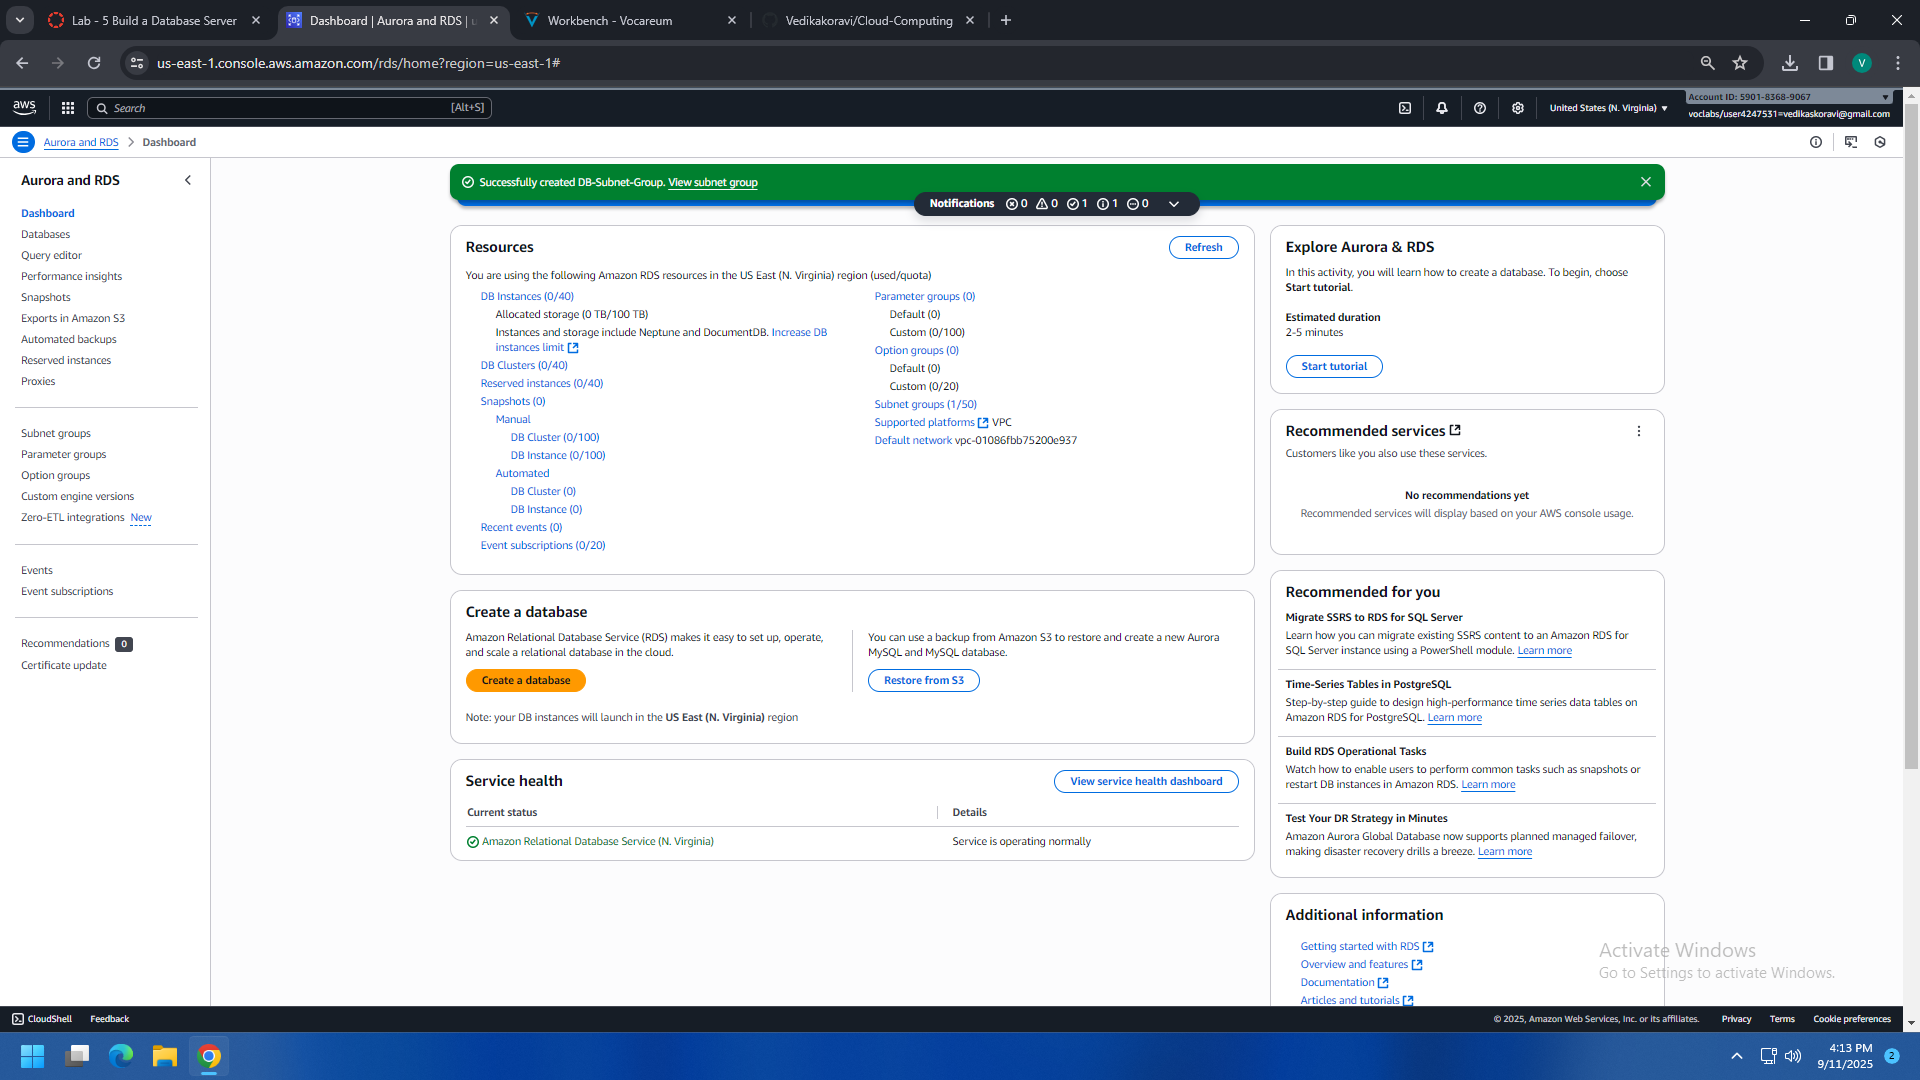 Lab - 5 Build a Database Server
Dashboard | Aurora and RDS | u
Workbench - Vocareum
Vedikakoravi/Cloud-Computing
us-east-1.console.aws.amazon.com/rds/home?region=us-east-1#
V
aws
Search
[Alt+S]
United States (N. Virginia)
Account ID: 5901-8368-9067
voclabs/user4247531=vedikaskoravi@gmail.com
Aurora and RDS
Dashboard
Aurora and RDS
Dashboard
Databases
Query editor
Performance insights
Snapshots
Exports in Amazon S3
Automated backups
Reserved instances
Proxies
Subnet groups
Parameter groups
Option groups
Custom engine versions
Zero-ETL integrations New
Events
Event subscriptions
Recommendations 0
Certificate update
Successfully created DB-Subnet-Group. View subnet group
Notifications 0 0 1 1 0
Resources
Refresh
You are using the following Amazon RDS resources in the US East (N. Virginia) region (used/quota)
DB Instances (0/40)
Allocated storage (0 TB/100 TB)
Instances and storage include Neptune and DocumentDB. Increase DB
instances limit
DB Clusters (0/40)
Reserved instances (0/40)
Snapshots (0)
Manual
DB Cluster (0/100)
DB Instance (0/100)
Automated
DB Cluster (0)
DB Instance (0)
Recent events (0)
Event subscriptions (0/20)
Parameter groups (0)
Default (0)
Custom (0/100)
Option groups (0)
Default (0)
Custom (0/20)
Subnet groups (1/50)
Supported platforms VPC
Default network vpc-01086fbb75200e937
Create a database
Amazon Relational Database Service (RDS) makes it easy to set up, operate,
and scale a relational database in the cloud.
Create a database
You can use a backup from Amazon S3 to restore and create a new Aurora
MySQL and MySQL database.
Restore from S3
Note: your DB instances will launch in the US East (N. Virginia) region
Service health
View service health dashboard
Current status
Details
Amazon Relational Database Service (N. Virginia)
Service is operating normally
Explore Aurora & RDS
In this activity, you will learn how to create a database. To begin, choose
Start tutorial.
Estimated duration
2-5 minutes
Start tutorial
Recommended services
Customers like you also use these services.
No recommendations yet
Recommended services will display based on your AWS console usage.
Recommended for you
Migrate SSRS to RDS for SQL Server
Learn how you can migrate existing SSRS content to an Amazon RDS for
SQL Server instance using a PowerShell module. Learn more
Time-Series Tables in PostgreSQL
Step-by-step guide to design high-performance time series data tables on
Amazon RDS for PostgreSQL. Learn more
Build RDS Operational Tasks
Watch how to enable users to perform common tasks such as snapshots or
restart DB instances in Amazon RDS. Learn more
Test Your DR Strategy in Minutes
Amazon Aurora Global Database now supports planned managed failover,
making disaster recovery drills a breeze. Learn more
Additional information
Getting started with RDS
Overview and features
Documentation
Articles and tutorials
Activate Windows
Go to Settings to activate Windows.
CloudShell
Feedback
© 2025, Amazon Web Services, Inc. or its affiliates.
Privacy
Terms
Cookie preferences
4:13 PM
9/11/2025
2